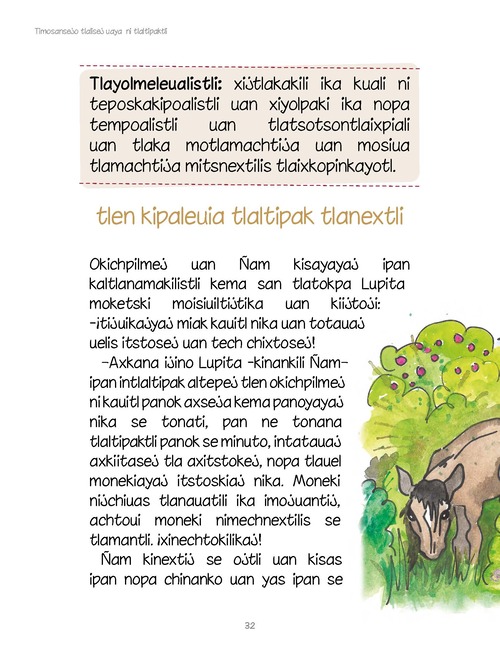 Timosansejo tlalisej uaya ni tlaltipaktli
Tlayolmeleualistli: xijtlakakili ika kuali ni
teposkakipoalistli uan xiyolpaki ika nopa
tempoalistli uan tlatsotsontlaixpiali
uan tlaka motlamachtija uan mosiua
tlamachtija mitsnextilis tlaixkopinkayotl.
tlen kipaleuia tlaltipak tlanextli
Okichpilmej uan Ñam kisayayaj ipan
kaltlanamakilistli kema san tlatokpa Lupita
moketski moisiuiltijtika uan kiijtoj:
-¡tijuikajyaj miak kauitl nika uan totauaj
uelis itstosej uan tech chixtosej!
–Axkana ijino Lupita -kinankili Ñam–
ipan intlaltipak altepej tlen okichpilmej
ni kauitl panok axseja kema panoyayaj
nika se tonati, pan ne tonana
tlaltipaktli panok se minuto, intatauaj
axkiitasej tla axitstokej, nopa tlauel
monekiyaj itstoskiaj nika. Moneki
nijchiuas tlanauatili ika imojuantij,
achtoui moneki nimechnextilis se
tlamantli. ¡xinechtokilikaj!
Ñam kinextij se ojtli uan kisas
ipan nopa chinanko uan yas ipan se
32